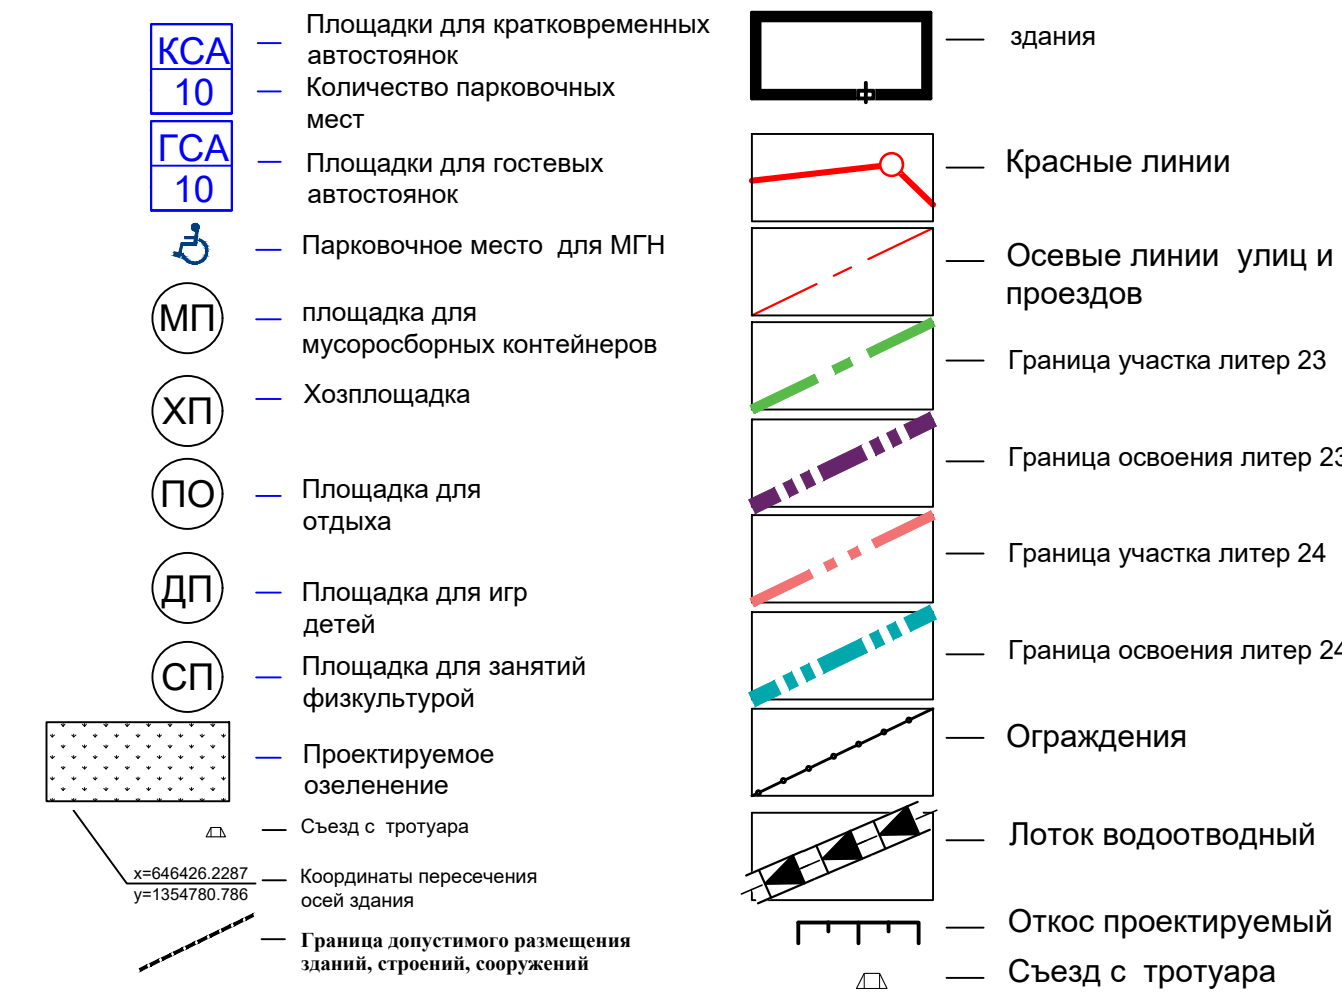 КСА
10
Площадки для кратковременных
автостоянок
Количество парковочных
мест
ГСА
10
Площадки для гостевых
автостоянок
Парковочное место для МГН
МП
площадка для
мусоросборных контейнеров
ХП
Хозплощадка
ПО
Площадка для
отдыха
ДП
Площадка для игр
детей
СП
Площадка для занятий
физкультурой
Проектируемое
озеленение
Съезд с тротуара
x=646426.2287
y=1354780.786
Координаты пересечения
осей здания
Граница допустимого размещения
зданий, строений, сооружений
здания
Красные линии
Осевые линии улиц и
проездов
Граница участка литер 23
Граница освоения литер 23
Граница участка литер 24
Граница освоения литер 24
Ограждения
Лоток водоотводный
Откос проектируемый
Съезд с тротуара